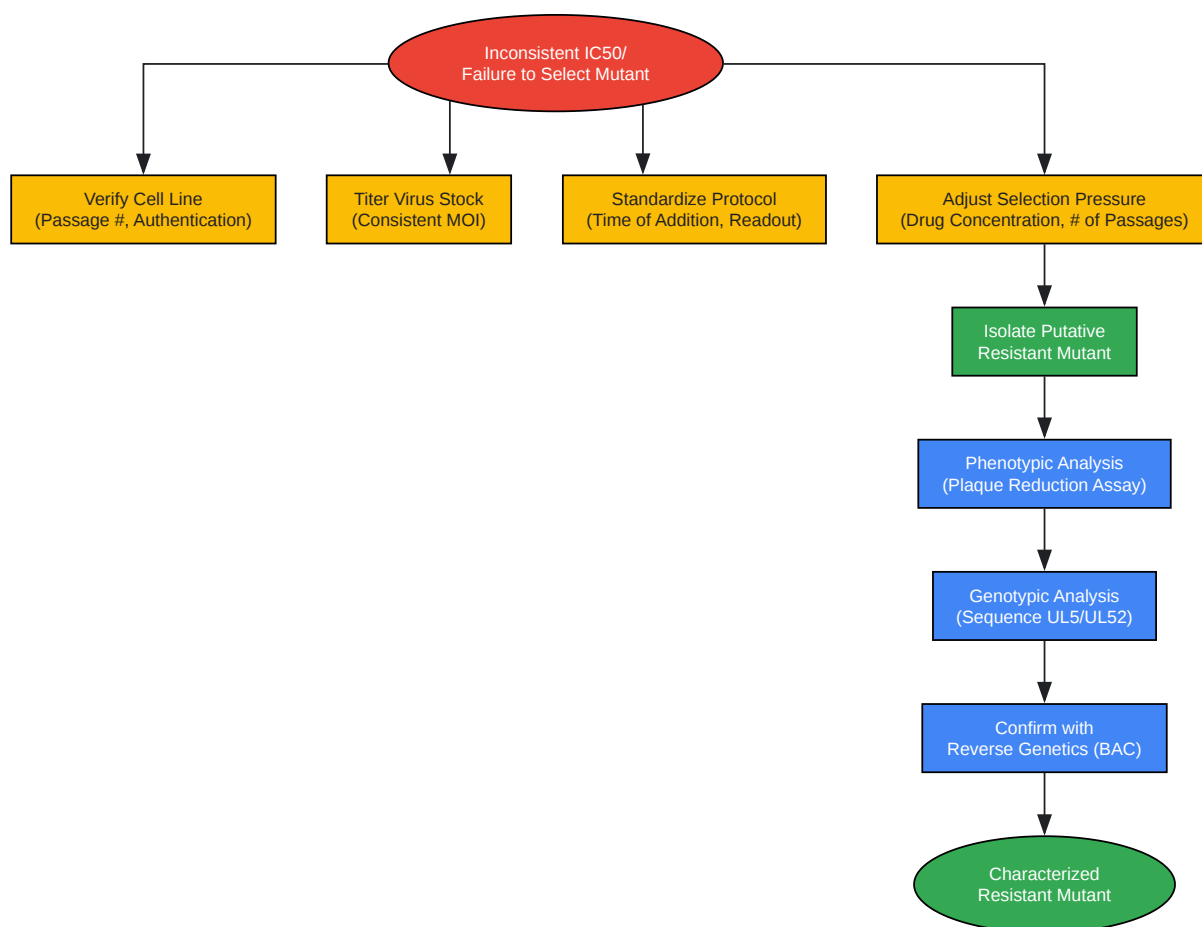 Inconsistent IC50/
Failure to Select Mutant
Verify Cell Line
(Passage #, Authentication)
Titer Virus Stock
(Consistent MOI)
Standardize Protocol
(Time of Addition, Readout)
Adjust Selection Pressure
(Drug Concentration, # of Passages)
Isolate Putative
Resistant Mutant
Phenotypic Analysis
(Plaque Reduction Assay)
Genotypic Analysis
(Sequence UL5/UL52)
Confirm with
Reverse Genetics (BAC)
Characterized
Resistant Mutant